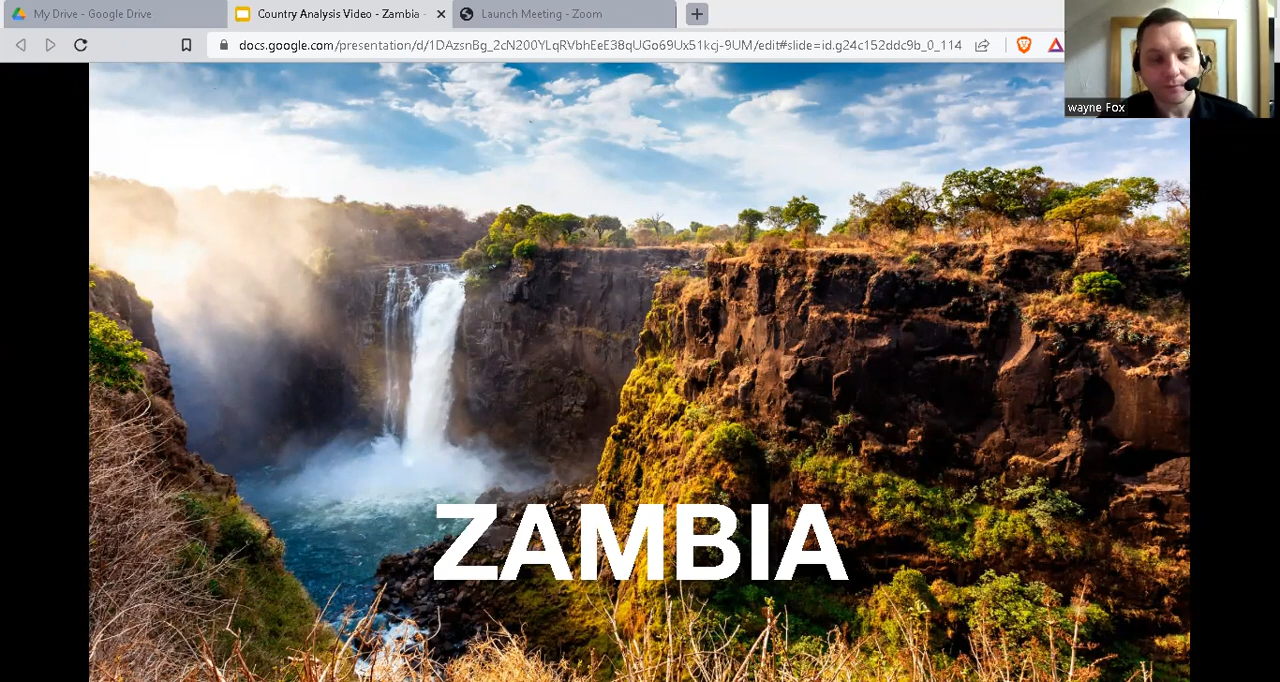 My Drive - Google Drive
Country Analysis Video - Zambia -
Launch Meeting - Zoom
docs.google.com/presentation/d/1DAzsnBg_2cN200YLqRVbhEeE38qUGo69Ux51kcj-9UM/edit#slide=id.g24c152ddc9b_0_114
wayne Fox
ZAMBIA